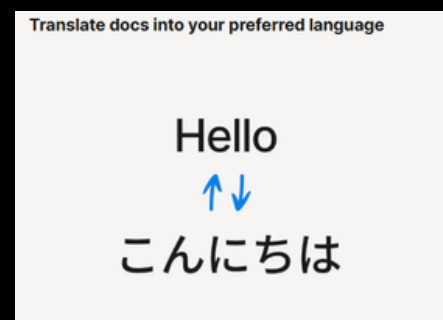 Translate docs into your preferred language
Hello
こんにちは